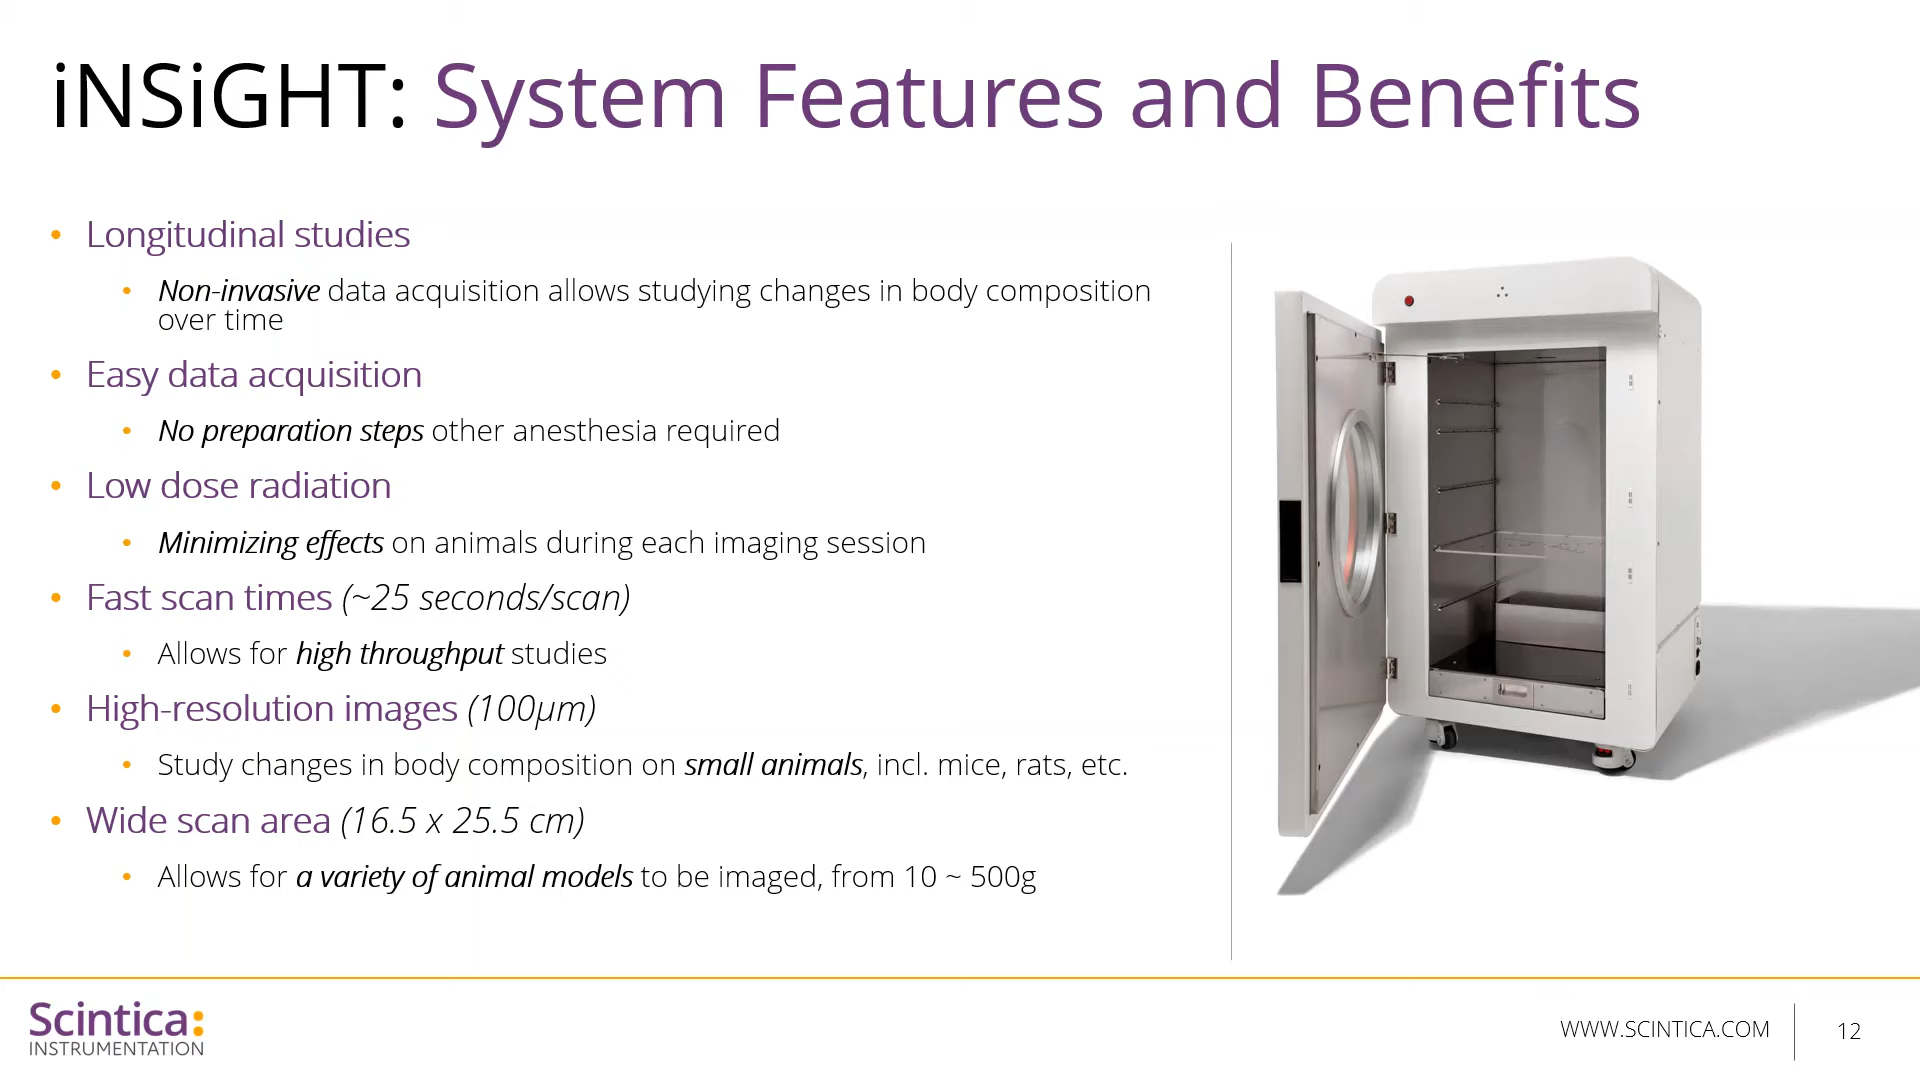 iNSiGHT: System Features and Benefits
• Longitudinal studies
• Non-invasive data acquisition allows studying changes in body composition
over time
• Easy data acquisition
• No preparation steps other anesthesia required
• Low dose radiation
• Minimizing effects on animals during each imaging session
• Fast scan times (~25 seconds/scan)
• Allows for high throughput studies
• High-resolution images (100µm)
• Study changes in body composition on small animals, incl. mice, rats, etc.
• Wide scan area (16.5 x 25.5 cm)
• Allows for a variety of animal models to be imaged, from 10 ~ 500g
Scintica:
INSTRUMENTATION
WWW.SCINTICA.COM
12